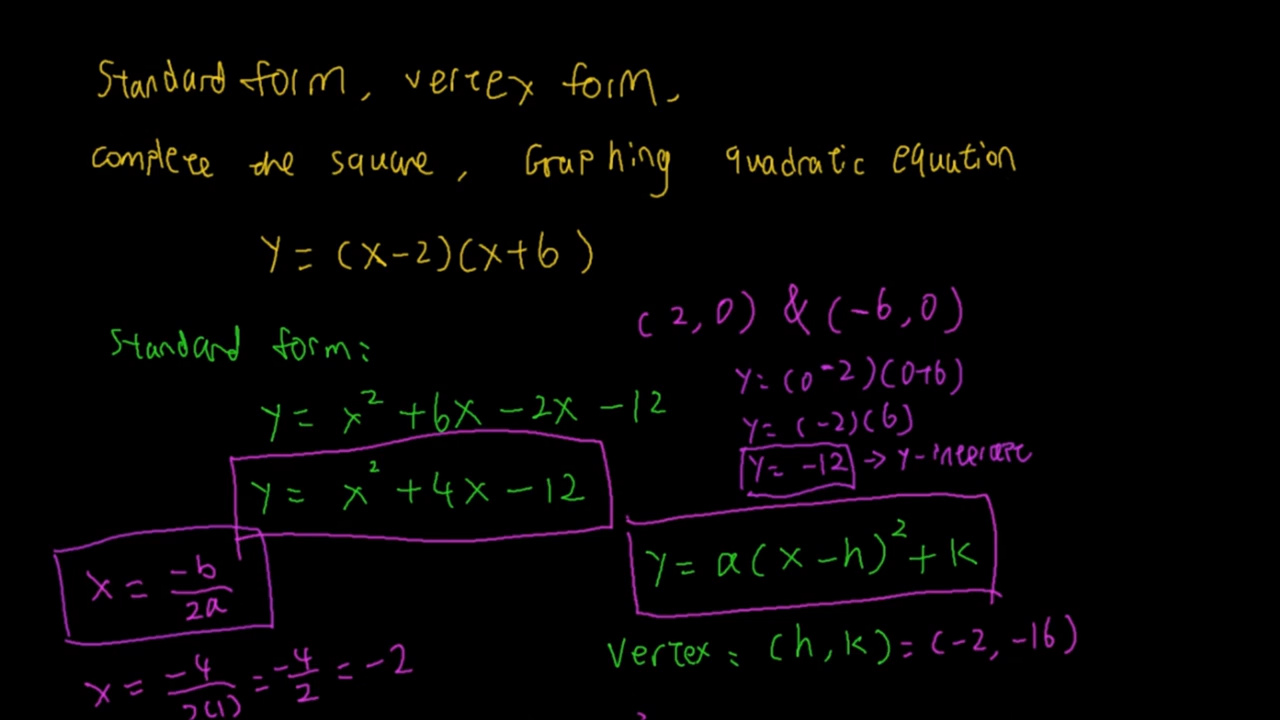 Standard form, vertex form,
complete the square, Graphing quadratic equation
y = (x-2)(x+6)
(2,0) & (-6,0)
Standard form:
y = (0-2)(0+6)
y = x² +6x -2x -12
y = (-2)(6)
y = -12 → y-intercept
y = x² +4x -12
y = a(x-h)² + k
x = -b/2a
Vertex: (h,k) = (-2, -16)
x = -4/2(1) = -4/2 = -2